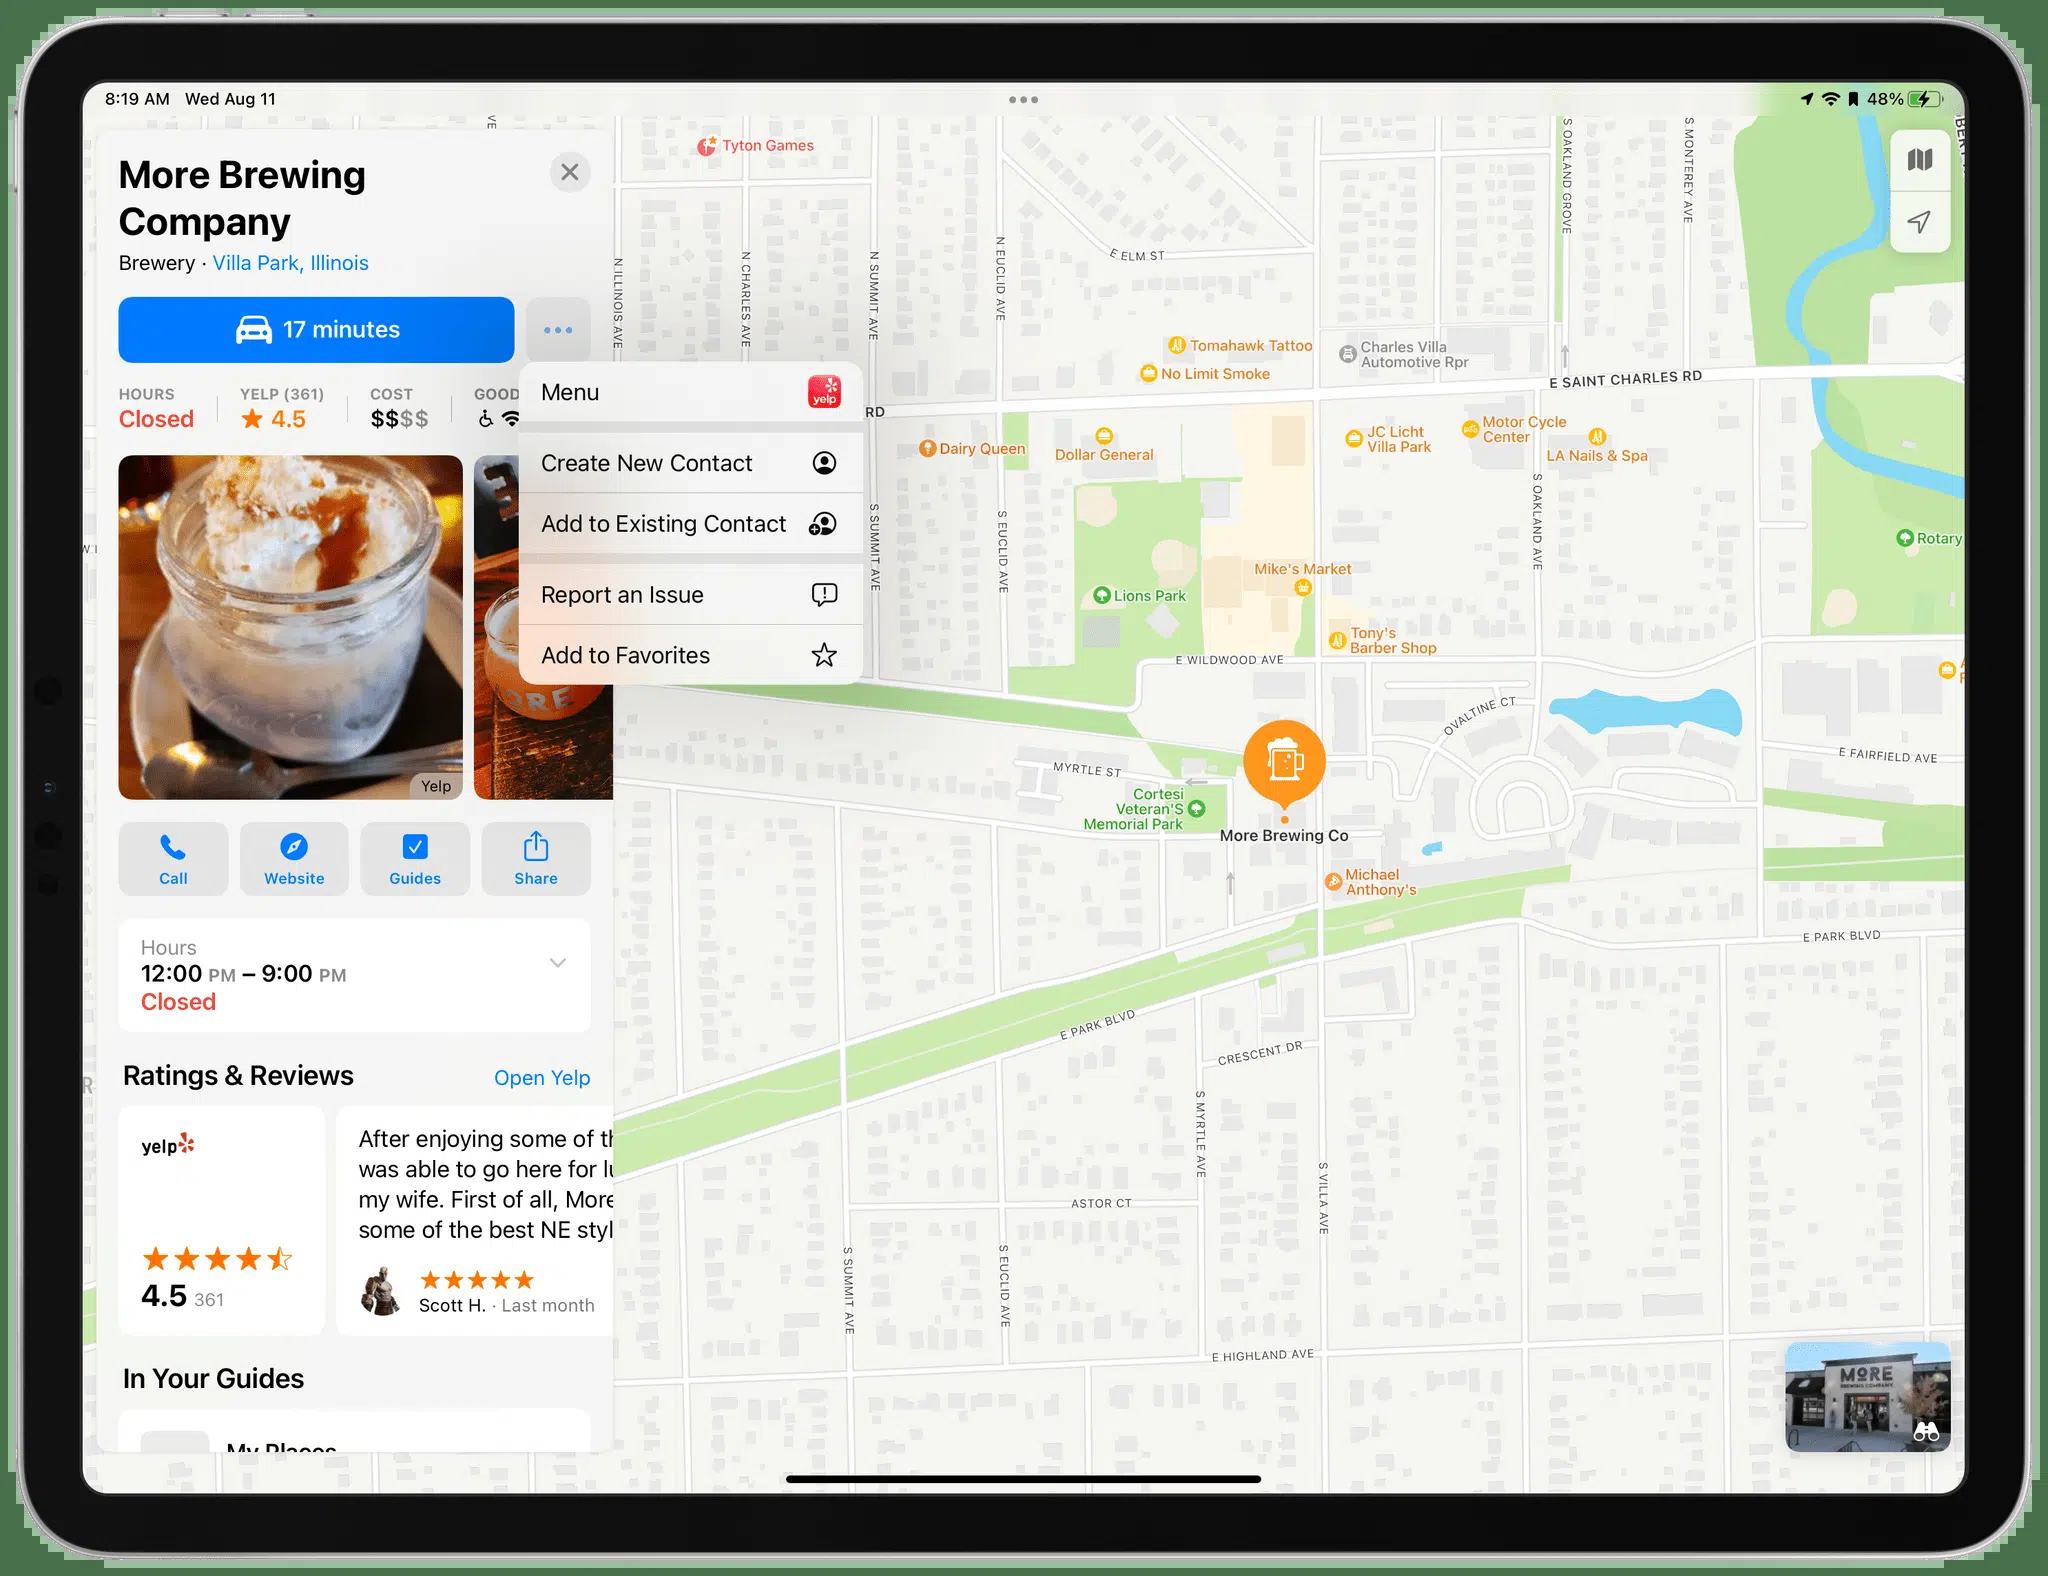 8:19 AM Wed Aug 11
48%
More Brewing
Company
Brewery · Villa Park, Illinois
17 minutes
HOURS
Closed
YELP (361)
4.5
COST
$$$$
GOOD
Menu
yelp
Create New Contact
Add to Existing Contact
Report an Issue
Add to Favorites
Yelp
Call
Website
Guides
Share
Hours
12:00 PM – 9:00 PM
Closed
Ratings & Reviews
Open Yelp
yelp
4.5 361
After enjoying some of th
was able to go here for lu
my wife. First of all, More
some of the best NE styl
Scott H. · Last month
In Your Guides
My Places
Tyton Games
VE
N ILLINOIS AVE
N CHARLES AVE
N SUMMIT AVE
N EUCLID AVE
E ELM ST
S OAKLAND GROVE
S MONTEREY AVE
Tomahawk Tattoo
No Limit Smoke
Charles Villa
Automotive Rpr
E SAINT CHARLES RD
RD
Dairy Queen
Dollar General
JC Licht
Villa Park
Motor Cycle
Center
LA Nails & Spa
S SUMMIT AVE
S EUCLID AVE
S OAKLAND AVE
Rotary
Mike's Market
Lions Park
Tony's
Barber Shop
E WILDWOOD AVE
OVALTINE CT
E FAIRFIELD AVE
MYRTLE ST
Cortesi
Veteran'S
Memorial Park
More Brewing Co
Michael
Anthony's
E PARK BLVD
E PARK BLVD
CRESCENT DR
S MYRTLE AVE
S VILLA AVE
ASTOR CT
S SUMMIT AVE
S EUCLID AVE
E HIGHLAND AVE
MORE
BREWING COMPANY